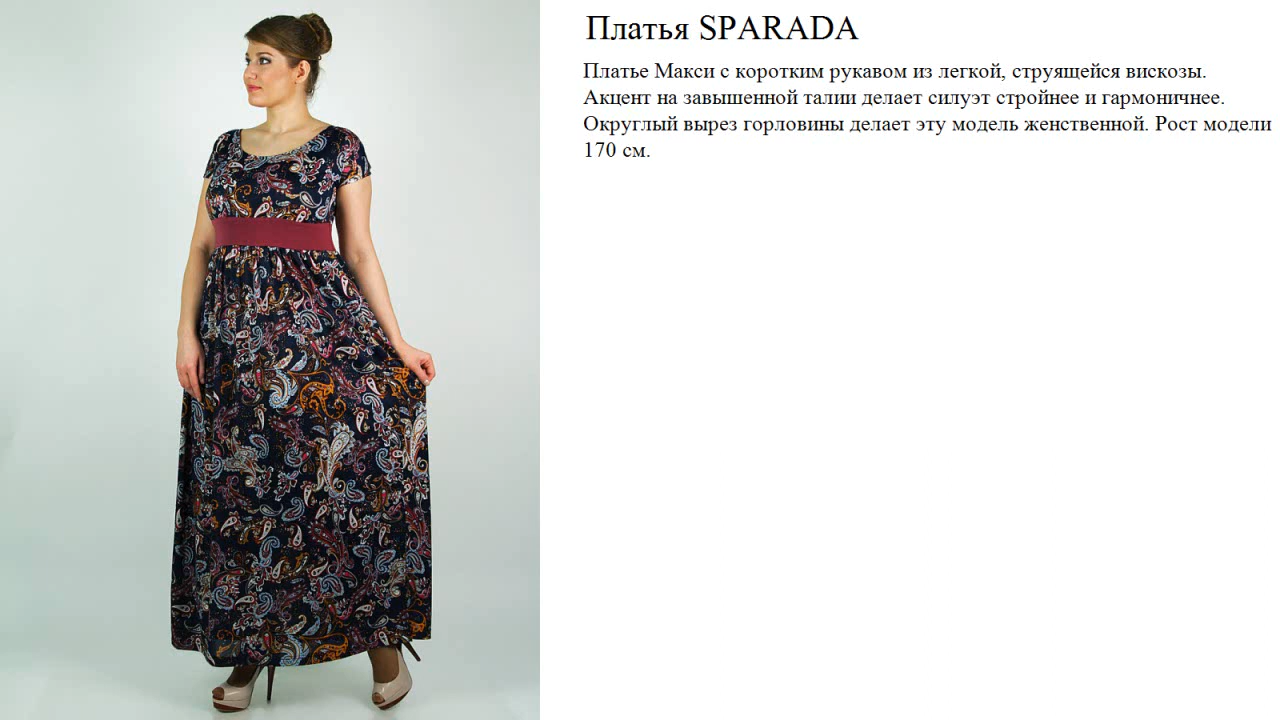 Платья SPARADA
Платье Макси с коротким рукавом из легкой, струящейся вискозы.
Акцент на завышенной талии делает силуэт стройнее и гармоничнее.
Округлый вырез горловины делает эту модель женственной. Рост модели
170 см.